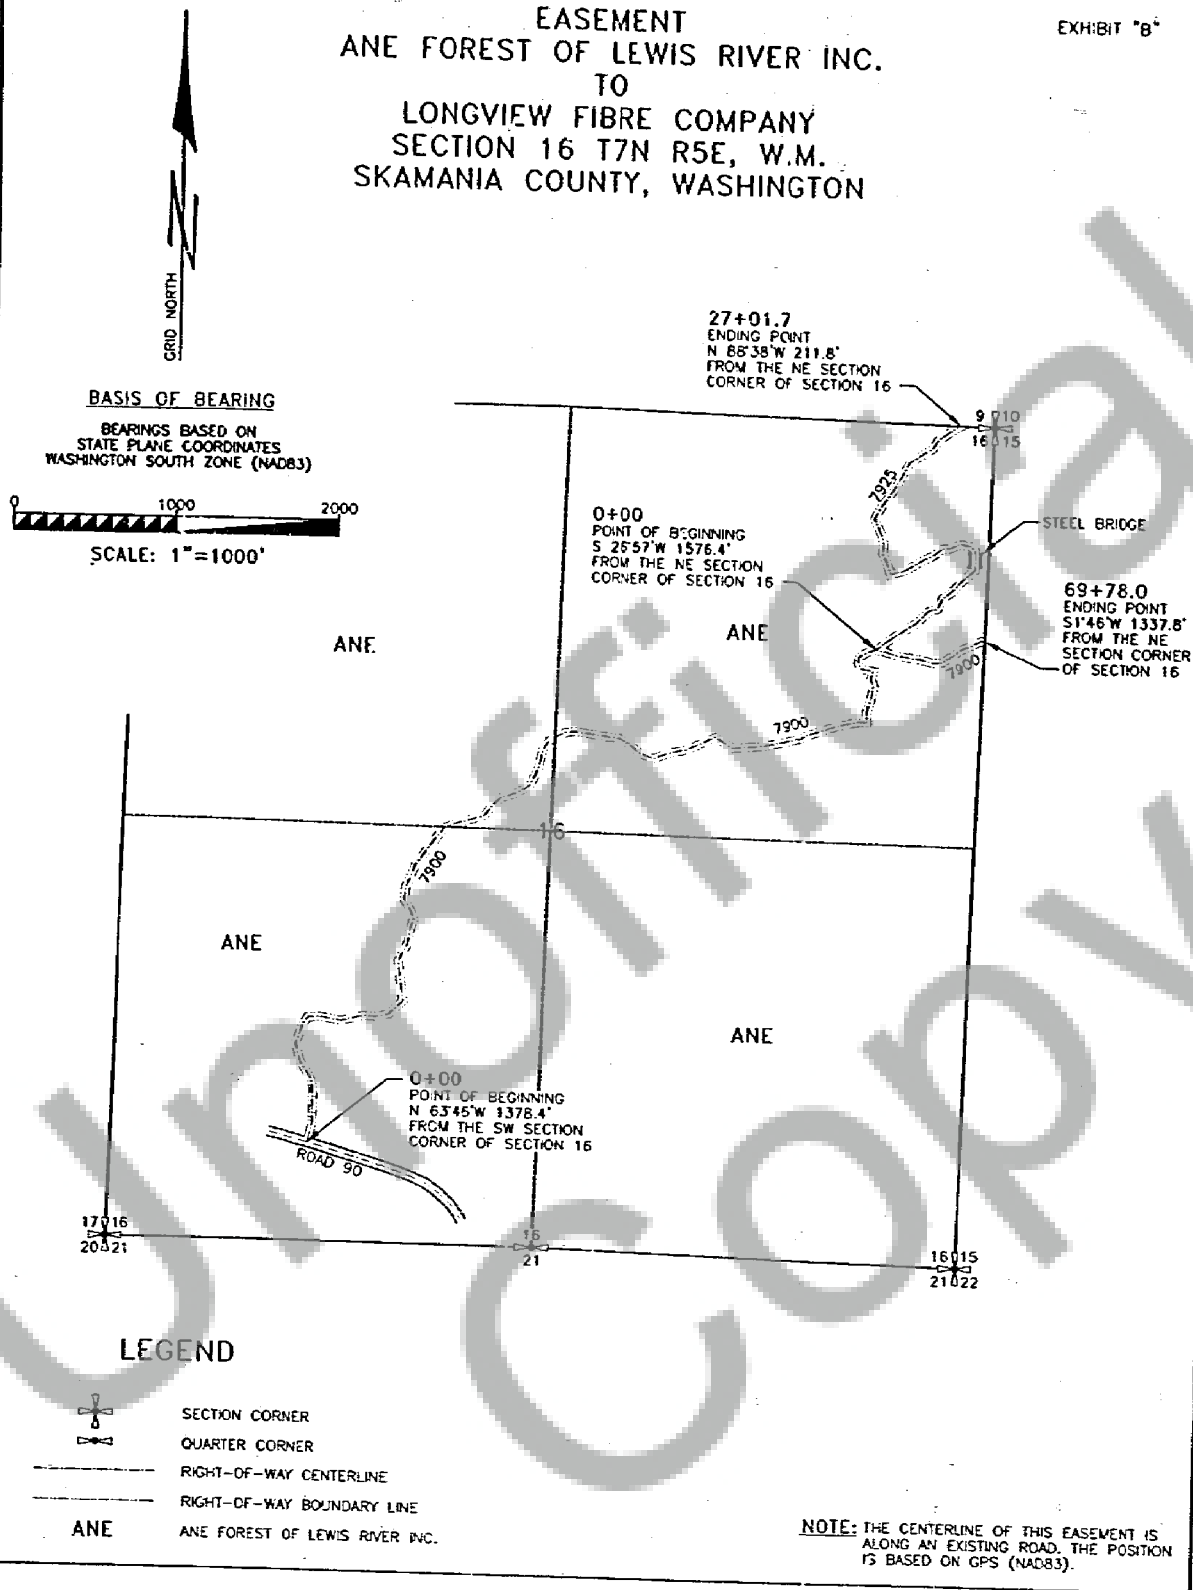 EXHIBIT "B"
EASEMENT
ANE FOREST OF LEWIS RIVER INC.
TO
LONGVIEW FIBRE COMPANY
SECTION 16 T7N R5E, W.M.
SKAMANIA COUNTY, WASHINGTON
GRID NORTH
N
BASIS OF BEARING
BEARINGS BASED ON
STATE PLANE COORDINATES
WASHINGTON SOUTH ZONE (NAD83)
0 1000 2000
SCALE: 1"=1000'
27+01.7
ENDING POINT
N 88°38'W 211.8'
FROM THE NE SECTION
CORNER OF SECTION 16
9 10
16 15
7925
0+00
POINT OF BEGINNING
S 25°57'W 1576.4'
FROM THE NE SECTION
CORNER OF SECTION 16
STEEL BRIDGE
69+78.0
ENDING POINT
S1°46'W 1337.8'
FROM THE NE
SECTION CORNER
OF SECTION 16
ANE
ANE
7900
7900
16
7900
ANE
ANE
0+00
POINT OF BEGINNING
N 63°45'W 1378.4'
FROM THE SW SECTION
CORNER OF SECTION 16
ROAD 90
17 16
20 21
16
21
16 15
21 22
LEGEND
SECTION CORNER
QUARTER CORNER
RIGHT-OF-WAY CENTERLINE
RIGHT-OF-WAY BOUNDARY LINE
ANE ANE FOREST OF LEWIS RIVER INC.
NOTE: THE CENTERLINE OF THIS EASEMENT IS
ALONG AN EXISTING ROAD. THE POSITION
IS BASED ON GPS (NAD83).
Unofficial
Copy